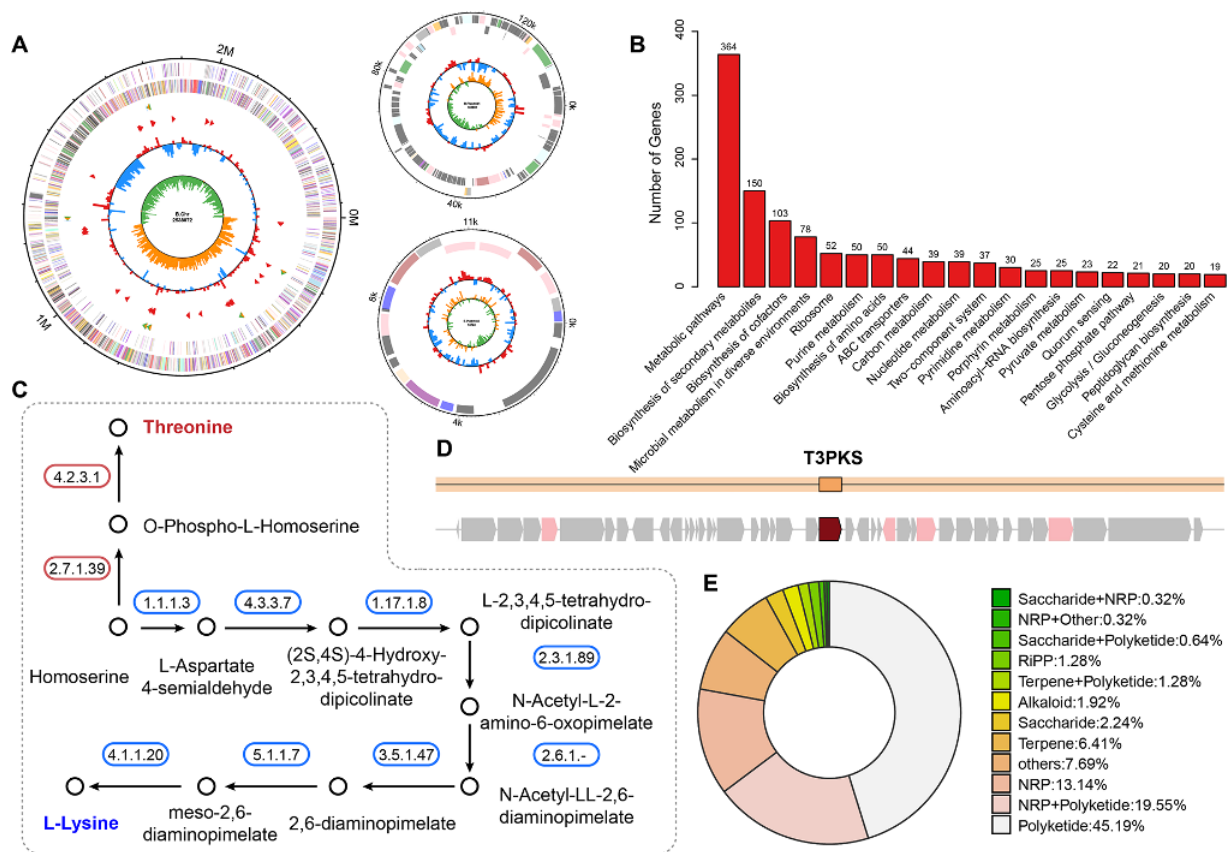 A
2M
0M
1M
B.Chr
120k
80k
0k
40k
11k
6k
0k
4k
B
Number of Genes
400
300
200
100
0
364
150
103
78
52
50
50
44
39
39
37
30
25
25
23
22
21
20
20
19
Metabolic pathways
Biosynthesis of secondary metabolites
Biosynthesis of cofactors
Microbial metabolism in diverse environments
Ribosome
Purine metabolism
Biosynthesis of amino acids
ABC transporters
Carbon metabolism
Nucleotide metabolism
Two−component system
Pyrimidine metabolism
Porphyrin metabolism
Aminoacyl−tRNA biosynthesis
Pyruvate metabolism
Quorum sensing
Pentose phosphate pathway
Glycolysis / Gluconeogenesis
Peptidoglycan biosynthesis
Cysteine and methionine metabolism
C
Threonine
4.2.3.1
O-Phospho-L-Homoserine
2.7.1.39
1.1.1.3
4.3.3.7
1.17.1.8
Homoserine
L-Aspartate
4-semialdehyde
(2S,4S)-4-Hydroxy-
2,3,4,5-tetrahydro-
dipicolinate
L-2,3,4,5-tetrahydro-
dipicolinate
2.3.1.89
N-Acetyl-L-2-
amino-6-oxopimelate
2.6.1.-
N-Acetyl-LL-2,6-
diaminopimelate
3.5.1.47
5.1.1.7
4.1.1.20
2,6-diaminopimelate
meso-2,6-
diaminopimelate
L-Lysine
D
T3PKS
E
Saccharide+NRP:0.32%
NRP+Other:0.32%
Saccharide+Polyketide:0.64%
RiPP:1.28%
Terpene+Polyketide:1.28%
Alkaloid:1.92%
Saccharide:2.24%
Terpene:6.41%
others:7.69%
NRP:13.14%
NRP+Polyketide:19.55%
Polyketide:45.19%